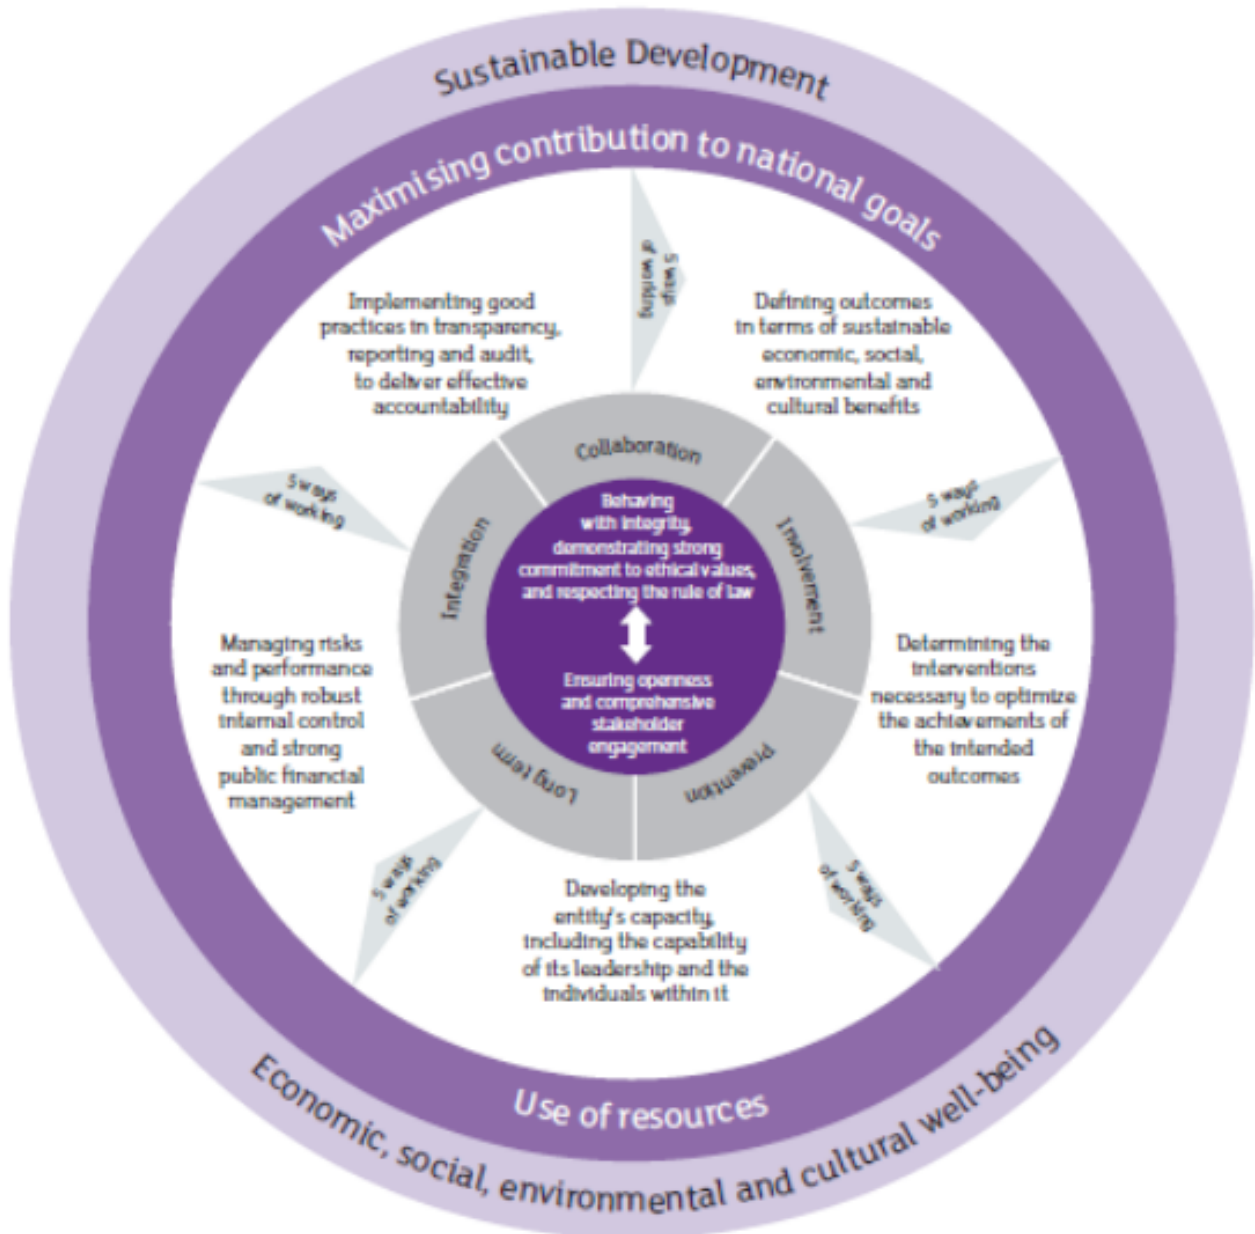 Sustainable Development
Maximising contribution to national goals
5 ways
of working
Implementing good
practices in transparency,
reporting and audit,
to deliver effective
accountability
Defining outcomes
in terms of sustainable
economic, social,
environmental and
cultural benefits
5 ways
of working
5 ways
of working
Collaboration
Integration
Involvement
Behaving
with integrity,
demonstrating strong
commitment to ethical values,
and respecting the rule of law
Ensuring openness
and comprehensive
stakeholder
engagement
Long term
Prevention
Managing risks
and performance
through robust
internal control
and strong
public financial
management
Determining the
interventions
necessary to optimize
the achievements of
the intended
outcomes
5 ways
of working
5 ways
of working
Developing the
entity's capacity,
including the capability
of its leadership and the
individuals within it
Use of resources
Economic, social, environmental and cultural well-being